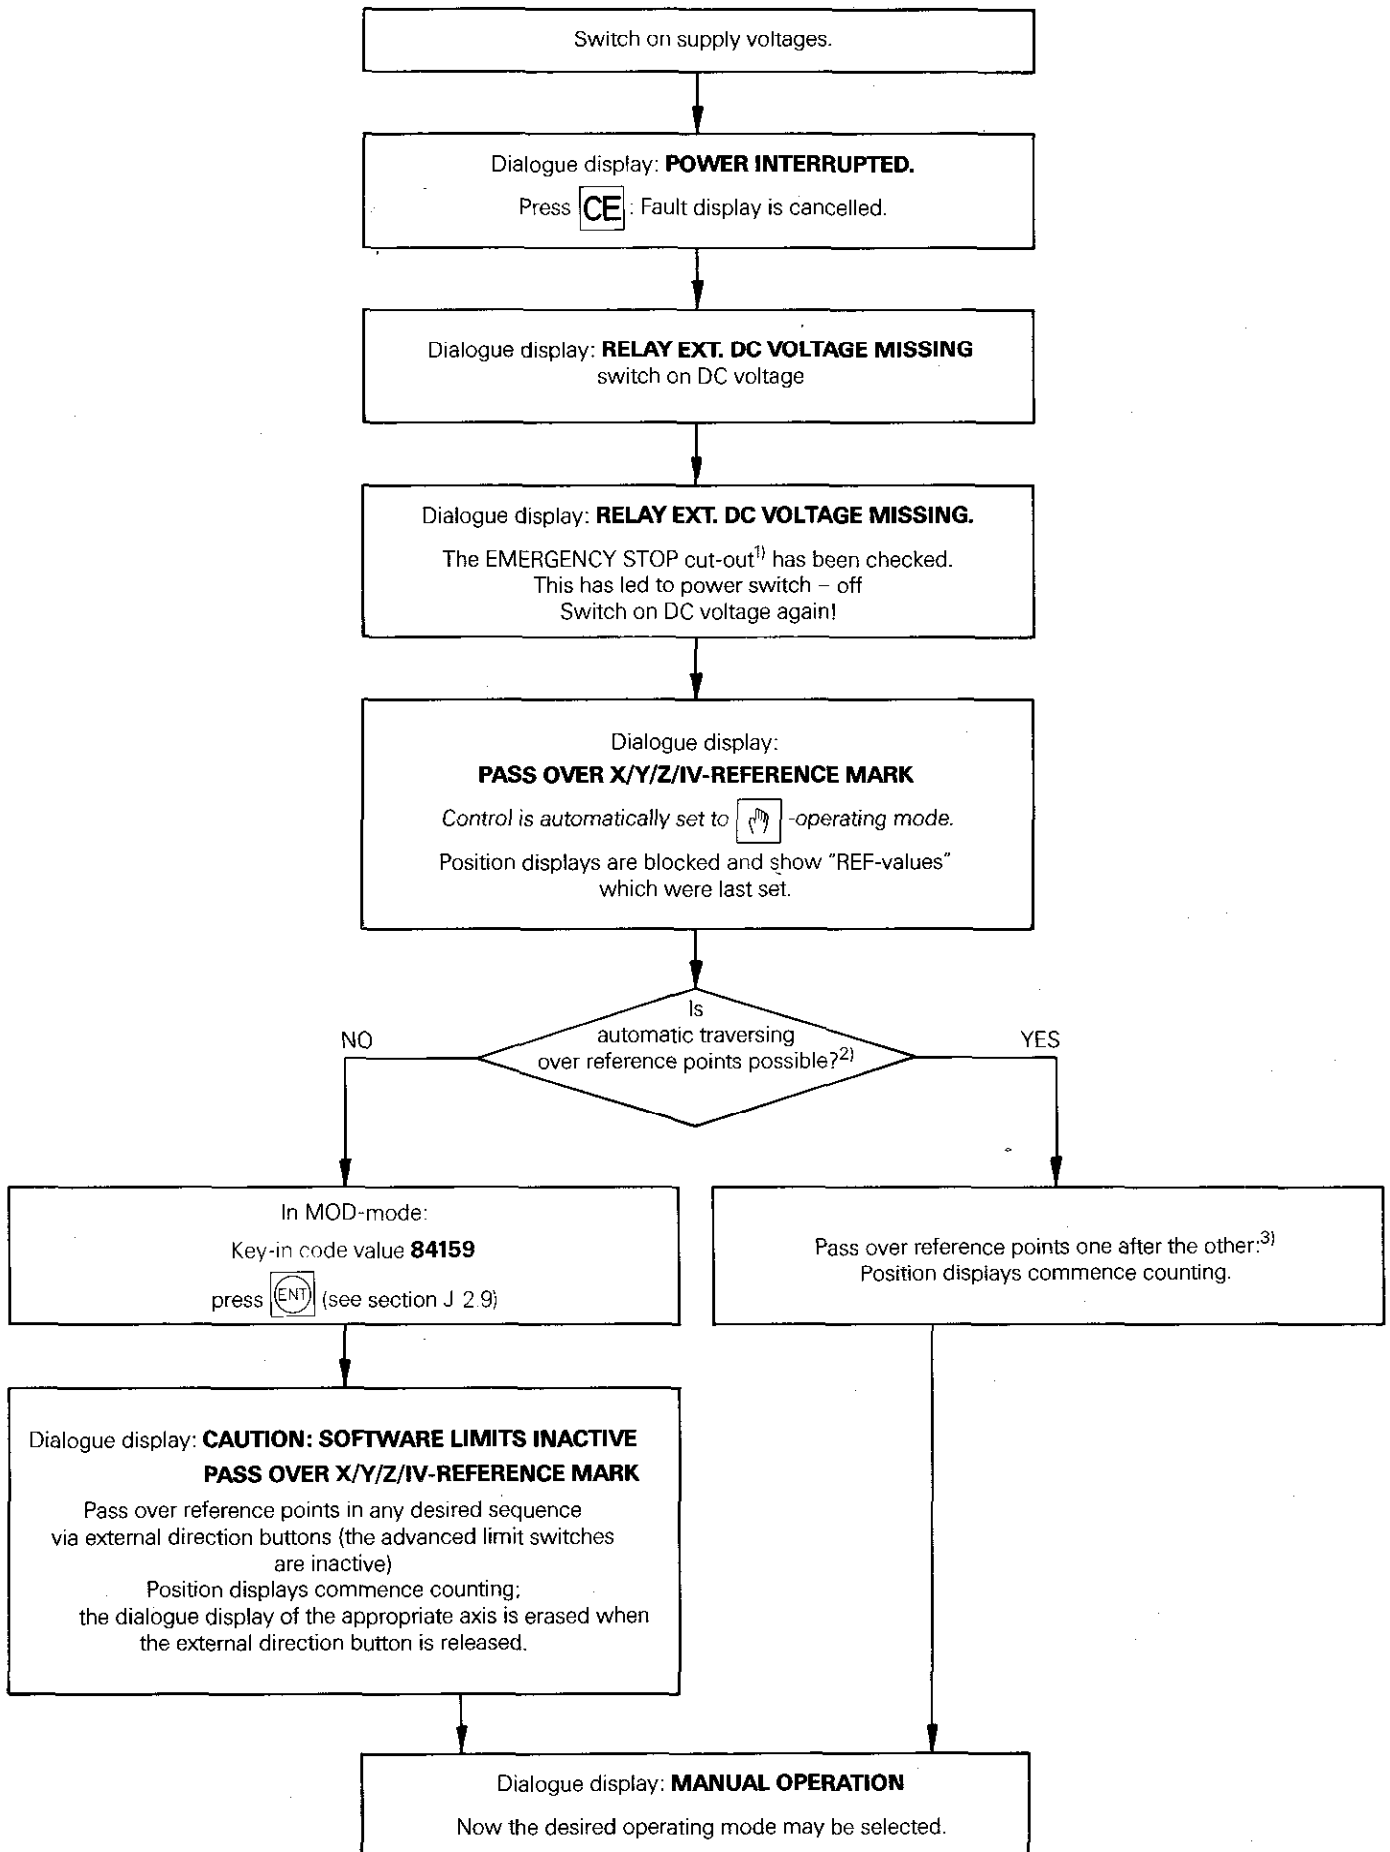 Switch on supply voltages.
Dialogue display: POWER INTERRUPTED.
Press CE : Fault display is cancelled.
Dialogue display: RELAY EXT. DC VOLTAGE MISSING
switch on DC voltage
Dialogue display: RELAY EXT. DC VOLTAGE MISSING.
The EMERGENCY STOP cut-out1) has been checked.
This has led to power switch – off
Switch on DC voltage again!
Dialogue display:
PASS OVER X/Y/Z/IV-REFERENCE MARK
Control is automatically set to -operating mode.
Position displays are blocked and show "REF-values"
which were last set.
Is
automatic traversing
over reference points possible?2)
NO
YES
In MOD-mode:
Key-in code value 84159
press ENT (see section J 2.9)
Pass over reference points one after the other:3)
Position displays commence counting.
Dialogue display: CAUTION: SOFTWARE LIMITS INACTIVE
PASS OVER X/Y/Z/IV-REFERENCE MARK
Pass over reference points in any desired sequence
via external direction buttons (the advanced limit switches
are inactive)
Position displays commence counting;
the dialogue display of the appropriate axis is erased when
the external direction button is released.
Dialogue display: MANUAL OPERATION
Now the desired operating mode may be selected.